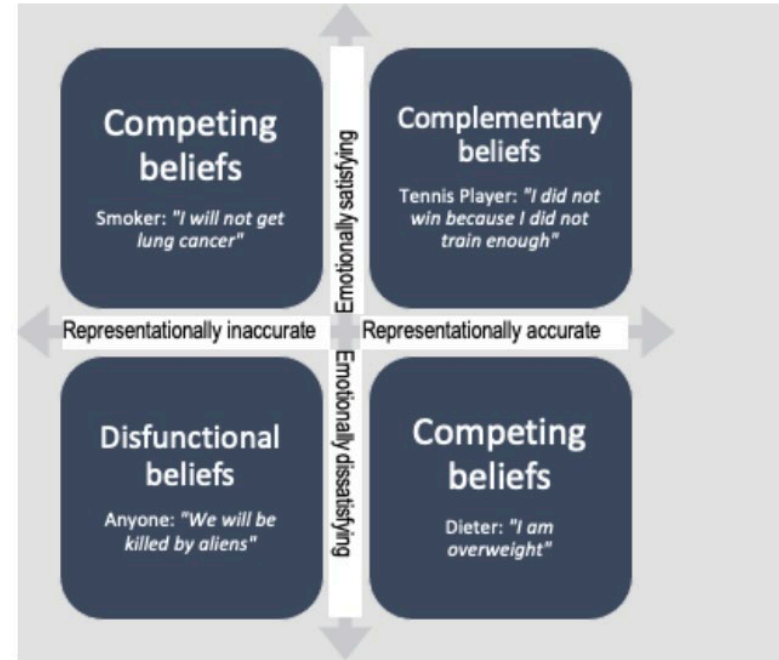 Competing
beliefs
Smoker: "I will not get
lung cancer"
Complementary
beliefs
Tennis Player: "I did not
win because I did not
train enough"
Emotionally satisfying
Representationally inaccurate
Representationally accurate
Emotionally dissatisfying
Disfunctional
beliefs
Anyone: "We will be
killed by aliens"
Competing
beliefs
Dieter: "I am
overweight"